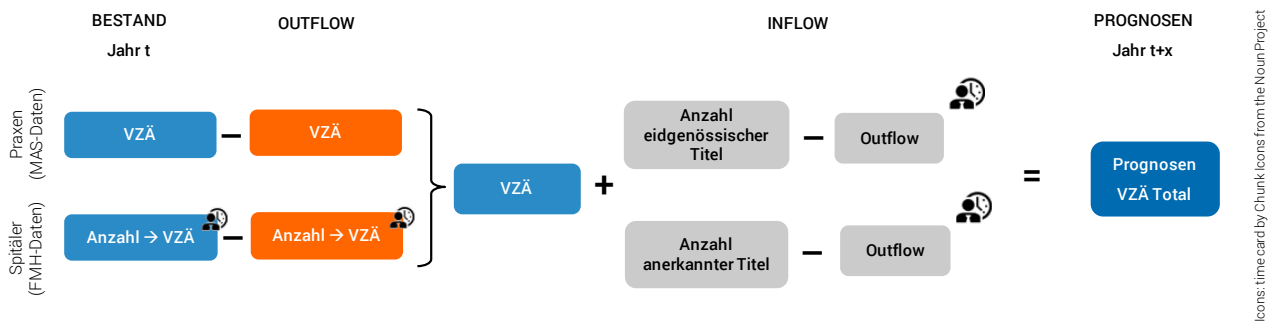 BESTAND
Jahr t
OUTFLOW
INFLOW
PROGNOSEN
Jahr t+x
Praxen
(MAS-Daten)
VZÄ
VZÄ
Spitäler
(FMH-Daten)
Anzahl → VZÄ
Anzahl → VZÄ
VZÄ
+
Anzahl
eidgenössischer
Titel
Outflow
Anzahl
anerkannter Titel
Outflow
=
Prognosen
VZÄ Total
Icons: time card by Chunk Icons from the Noun Project